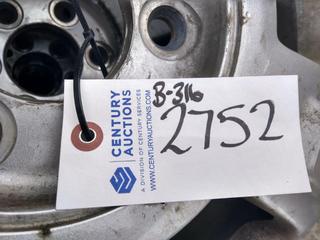 B-316
2752
CENTURY
AUCTIONS
A DIVISION OF CENTURY SERVICES
WWW.CENTURYAUCTIONS.COM